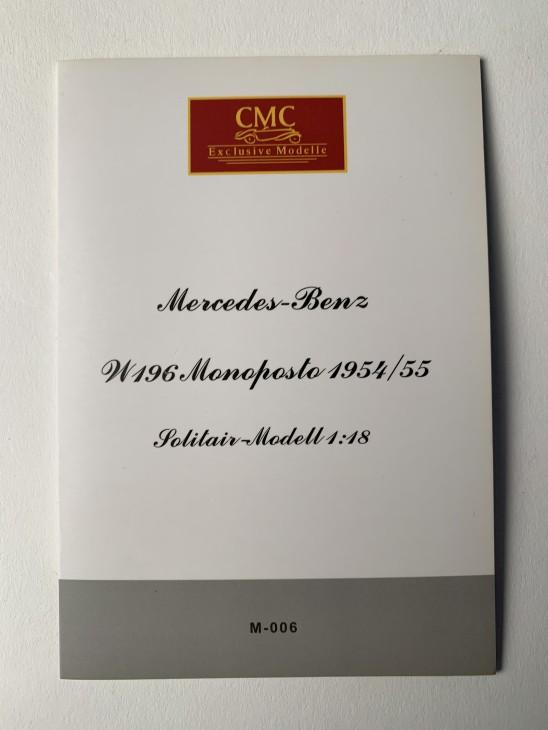 CMC
Exclusive Modelle
Mercedes-Benz
W196 Monoposto 1954/55
Solitair-Modell 1:18
M-006